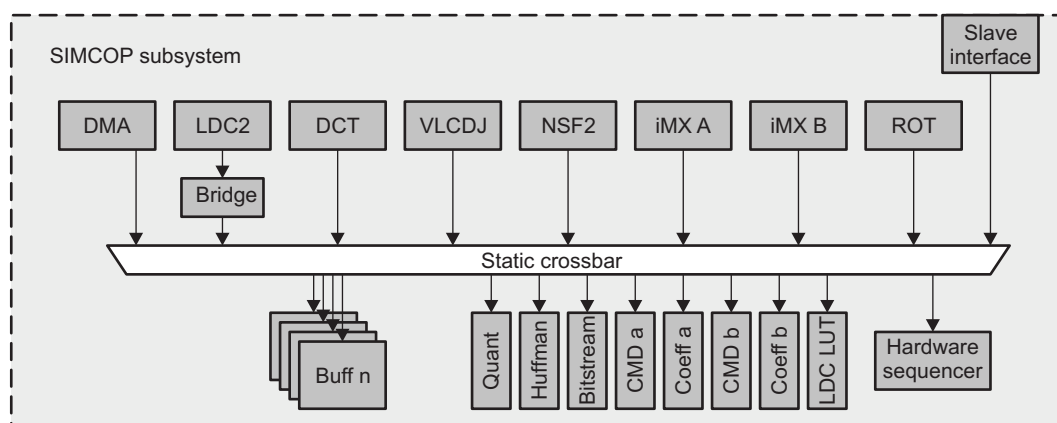 SIMCOP subsystem
Slave
interface
DMA
LDC2
DCT
VLCDJ
NSF2
iMX A
iMX B
ROT
Bridge
Static crossbar
Buff n
Quant
Huffman
Bitstream
CMD a
Coeff a
CMD b
Coeff b
LDC LUT
Hardware
sequencer